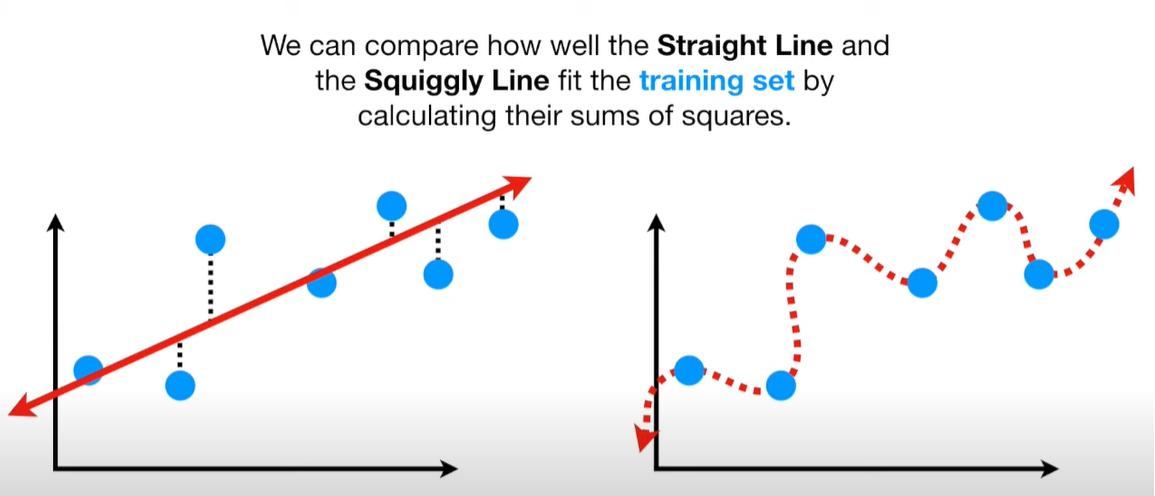 We can compare how well the Straight Line and
the Squiggly Line fit the training set by
calculating their sums of squares.